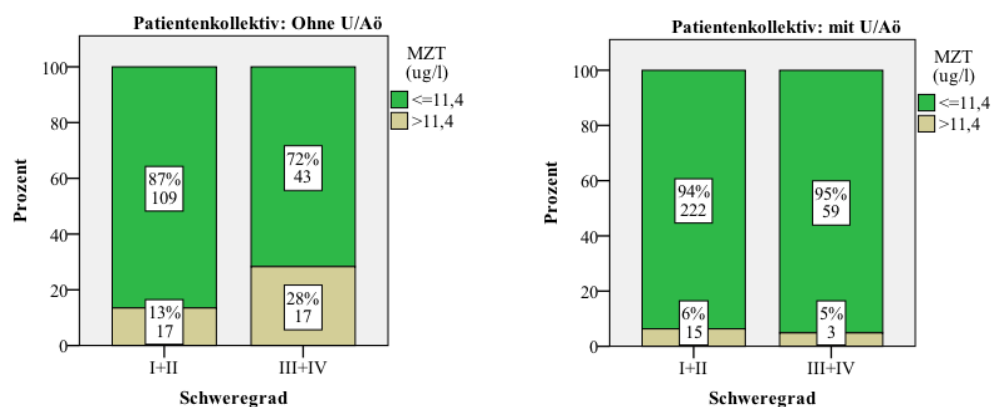 Patientenkollektiv: Ohne U/Aö
MZT
(ug/l)
<=11,4
>11,4
Prozent
100
80
60
40
20
0
87%
109
13%
17
72%
43
28%
17
I+II
III+IV
Schweregrad
Patientenkollektiv: mit U/Aö
MZT
(ug/l)
<=11,4
>11,4
Prozent
100
80
60
40
20
0
94%
222
6%
15
95%
59
5%
3
I+II
III+IV
Schweregrad